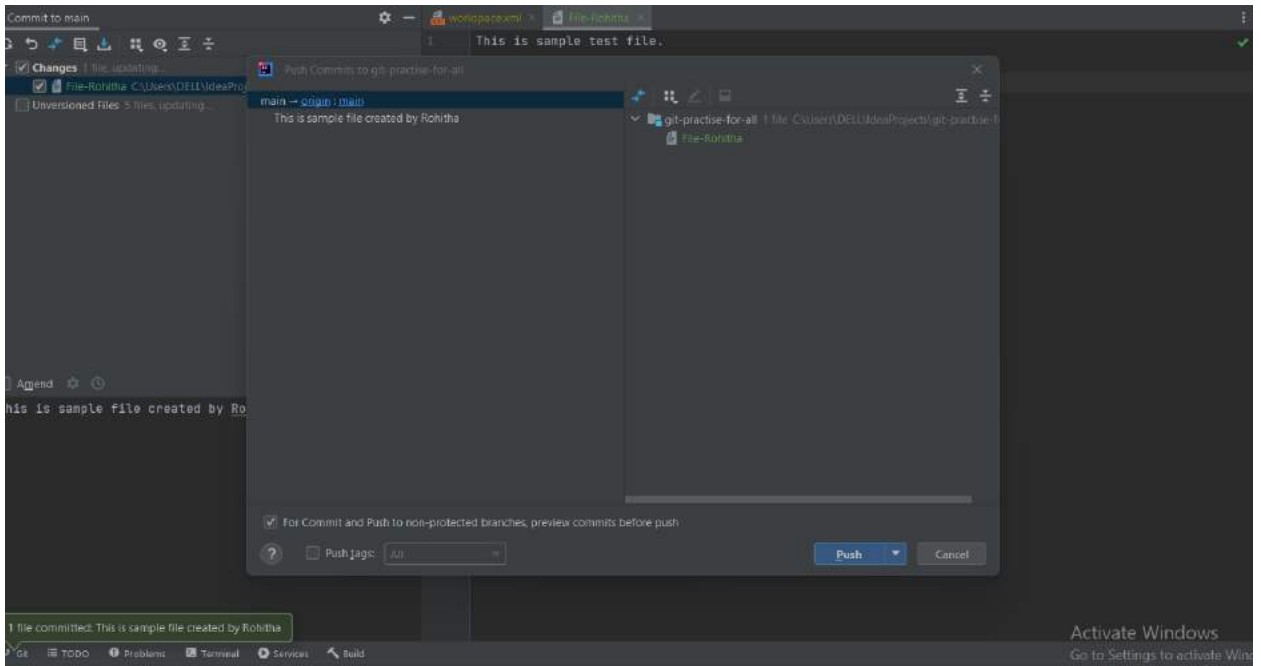 Commit to main
workspace.xml
File-Rohitha
1
This is sample test file.
Changes 1 file, updating...
File-Rohitha C:\Users\DELL\IdeaProj
Unversioned Files 5 files, updating...
Push Commits to git-practise-for-all
main → origin : main
This is sample file created by Rohitha
git-practise-for-all 1 file C:\Users\DELL\IdeaProjects\git-practise-f
File-Rohitha
Amend
his is sample file created by Ro
For Commit and Push to non-protected branches, preview commits before push
?
Push tags:
All
Push
Cancel
1 file committed: This is sample file created by Rohitha
Activate Windows
Go to Settings to activate Wind
Git
TODO
Problems
Terminal
Services
Build